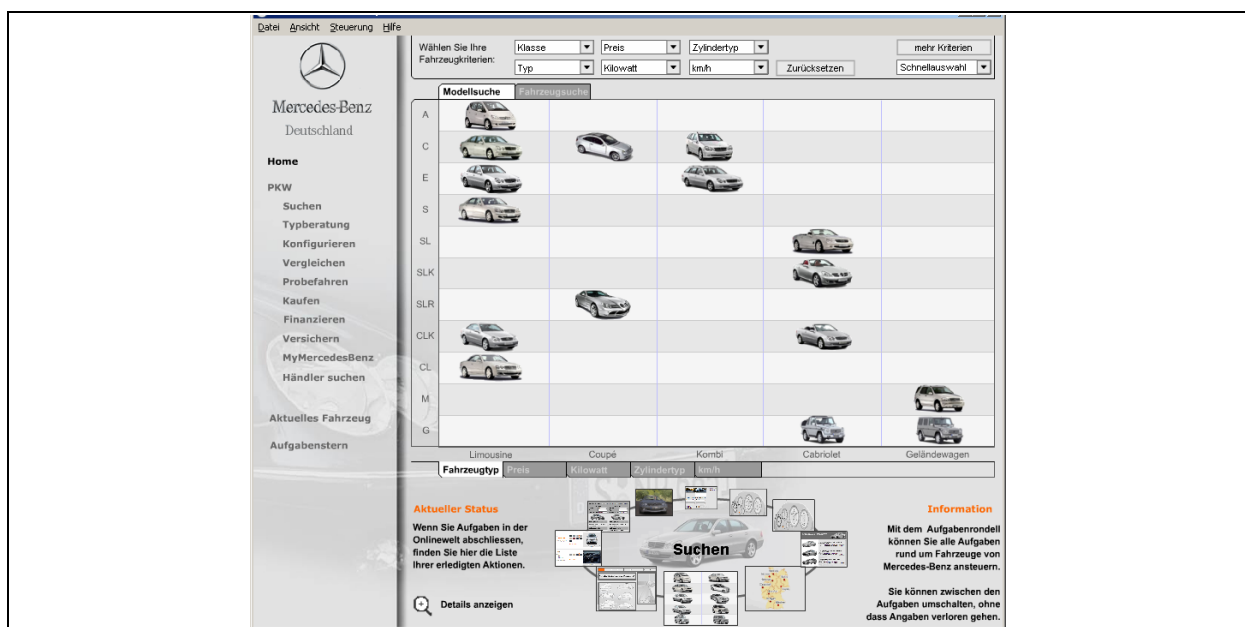 Datei Ansicht Steuerung Hilfe
Mercedes-Benz
Deutschland
Home
PKW
Suchen
Typberatung
Konfigurieren
Vergleichen
Probefahren
Kaufen
Finanzieren
Versichern
MyMercedesBenz
Händler suchen
Aktuelles Fahrzeug
Aufgabenstern
Wählen Sie Ihre
Fahrzeugkriterien:
Klasse Preis Zylindertyp mehr Kriterien
Typ Kilowatt km/h Zurücksetzen Schnellauswahl
Modellsuche Fahrzeugsuche
A
C
E
S
SL
SLK
SLR
CLK
CL
M
G
Limousine Coupé Kombi Cabriolet Geländewagen
Fahrzeugtyp Preis Kilowatt Zylindertyp km/h
Aktueller Status
Wenn Sie Aufgaben in der
Onlinewelt abschliessen,
finden Sie hier die Liste
Ihrer erledigten Aktionen.
Details anzeigen
Suchen
Information
Mit dem Aufgabenrondell
können Sie alle Aufgaben
rund um Fahrzeuge von
Mercedes-Benz ansteuern.
Sie können zwischen den
Aufgaben umschalten, ohne
dass Angaben verloren gehen.